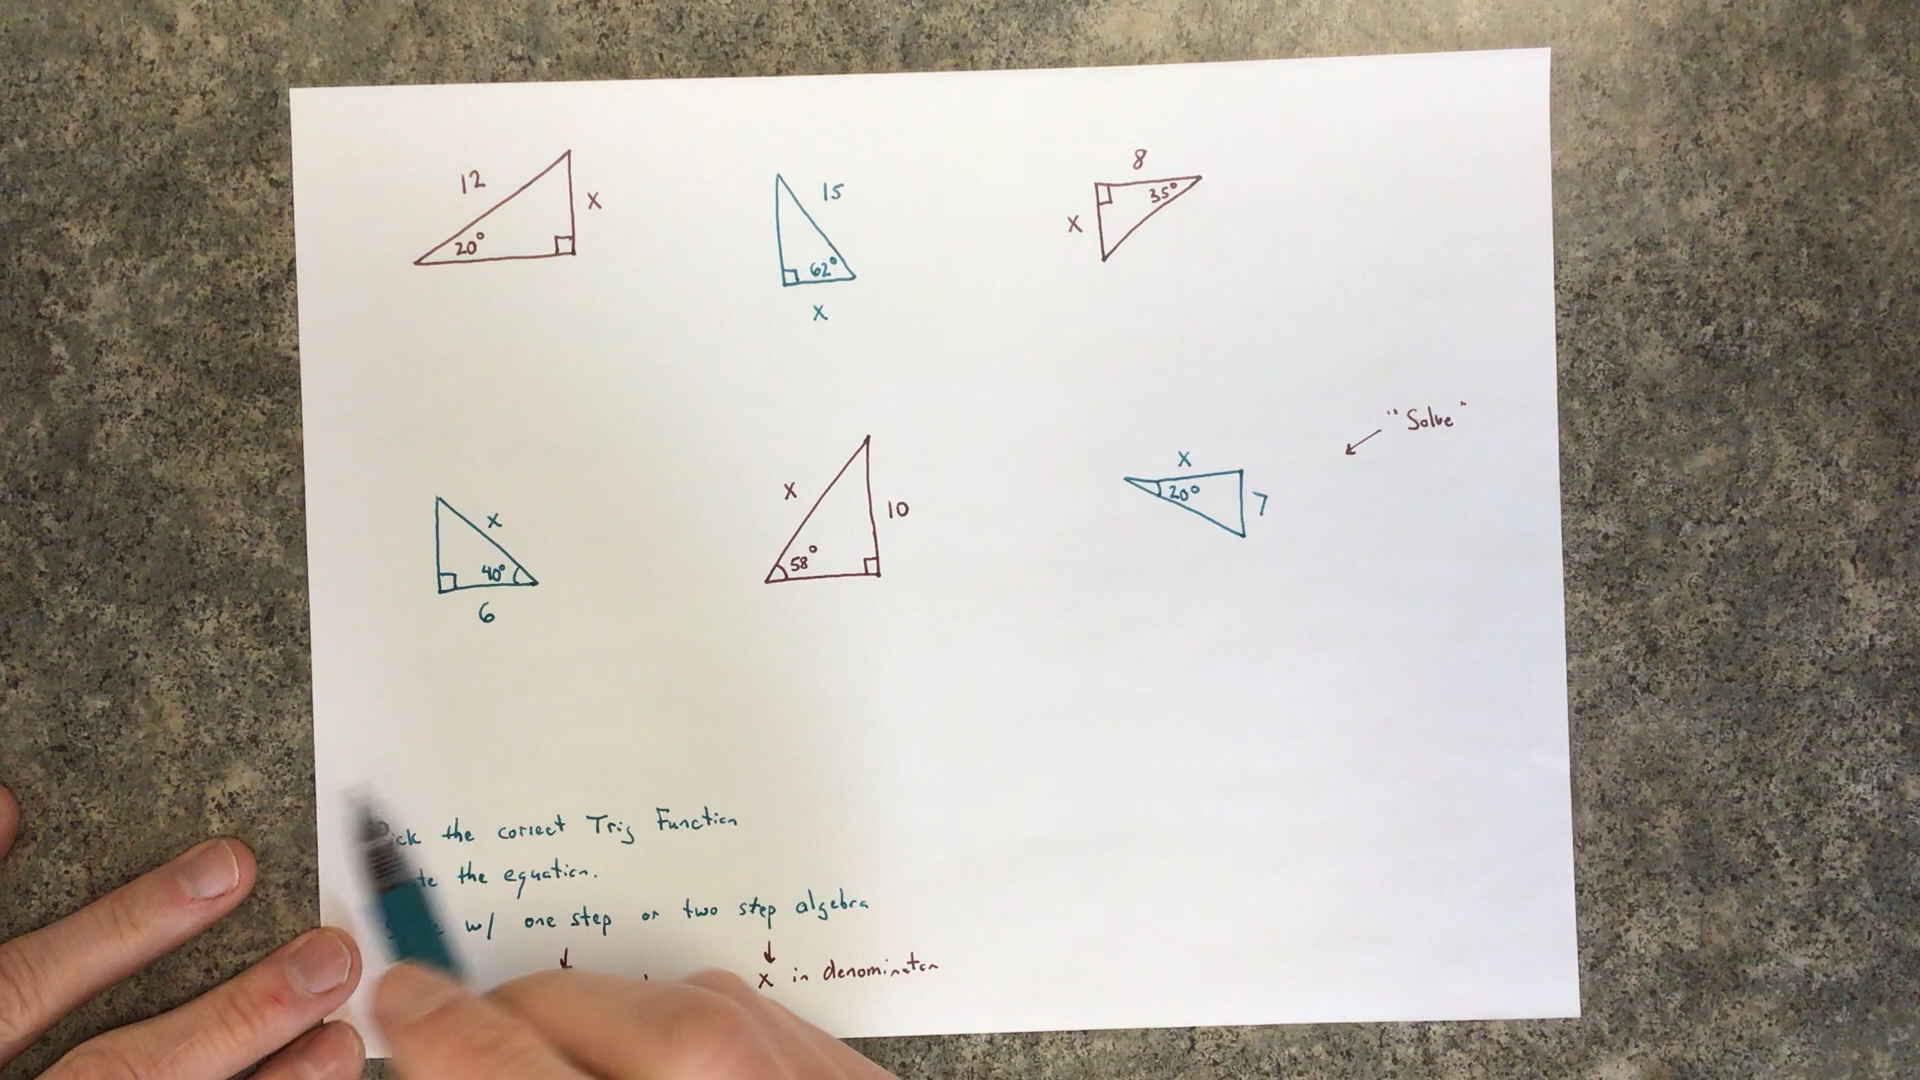 12
x
20°
15
62°
x
8
35°
x
"Solve"
x
40°
6
x
10
58°
x
20°
7
the correct Trig Function
the equation.
w/ one step or two step algebra
x in denominator